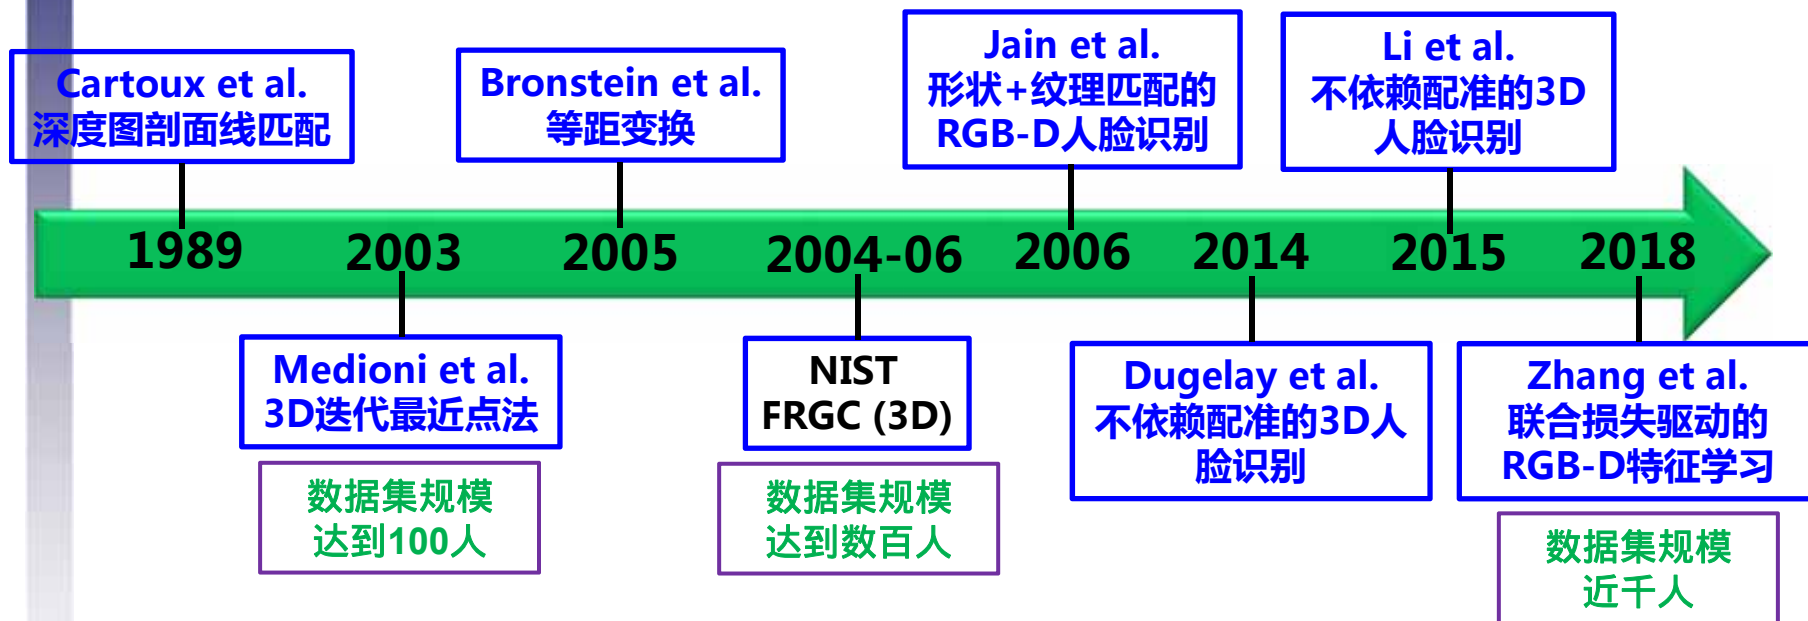 Cartoux et al.
深度图剖面线匹配
Bronstein et al.
等距变换
Jain et al.
形状+纹理匹配的
RGB-D人脸识别
Li et al.
不依赖配准的3D
人脸识别
1989
2003
2005
2004-06
2006
2014
2015
2018
Medioni et al.
3D迭代最近点法
数据集规模
达到100人
NIST
FRGC (3D)
数据集规模
达到数百人
Dugelay et al.
不依赖配准的3D人
脸识别
Zhang et al.
联合损失驱动的
RGB-D特征学习
数据集规模
近千人